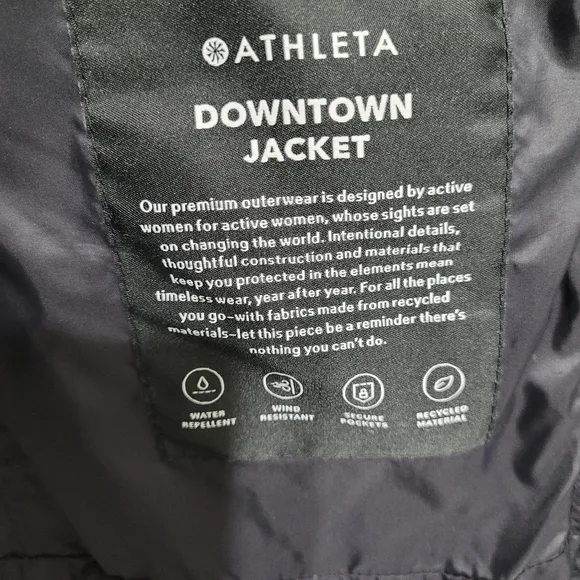 ATHLETA
DOWNTOWN
JACKET
Our premium outerwear is designed by active
women for active women, whose sights are set
on changing the world. Intentional details,
thoughtful construction and materials that
keep you protected in the elements mean
timeless wear, year after year. For all the places
you go–with fabrics made from recycled
materials–let this piece be a reminder there's
nothing you can't do.
WATER REPELLENT
WIND RESISTANT
SECURE POCKETS
RECYCLED MATERIAL